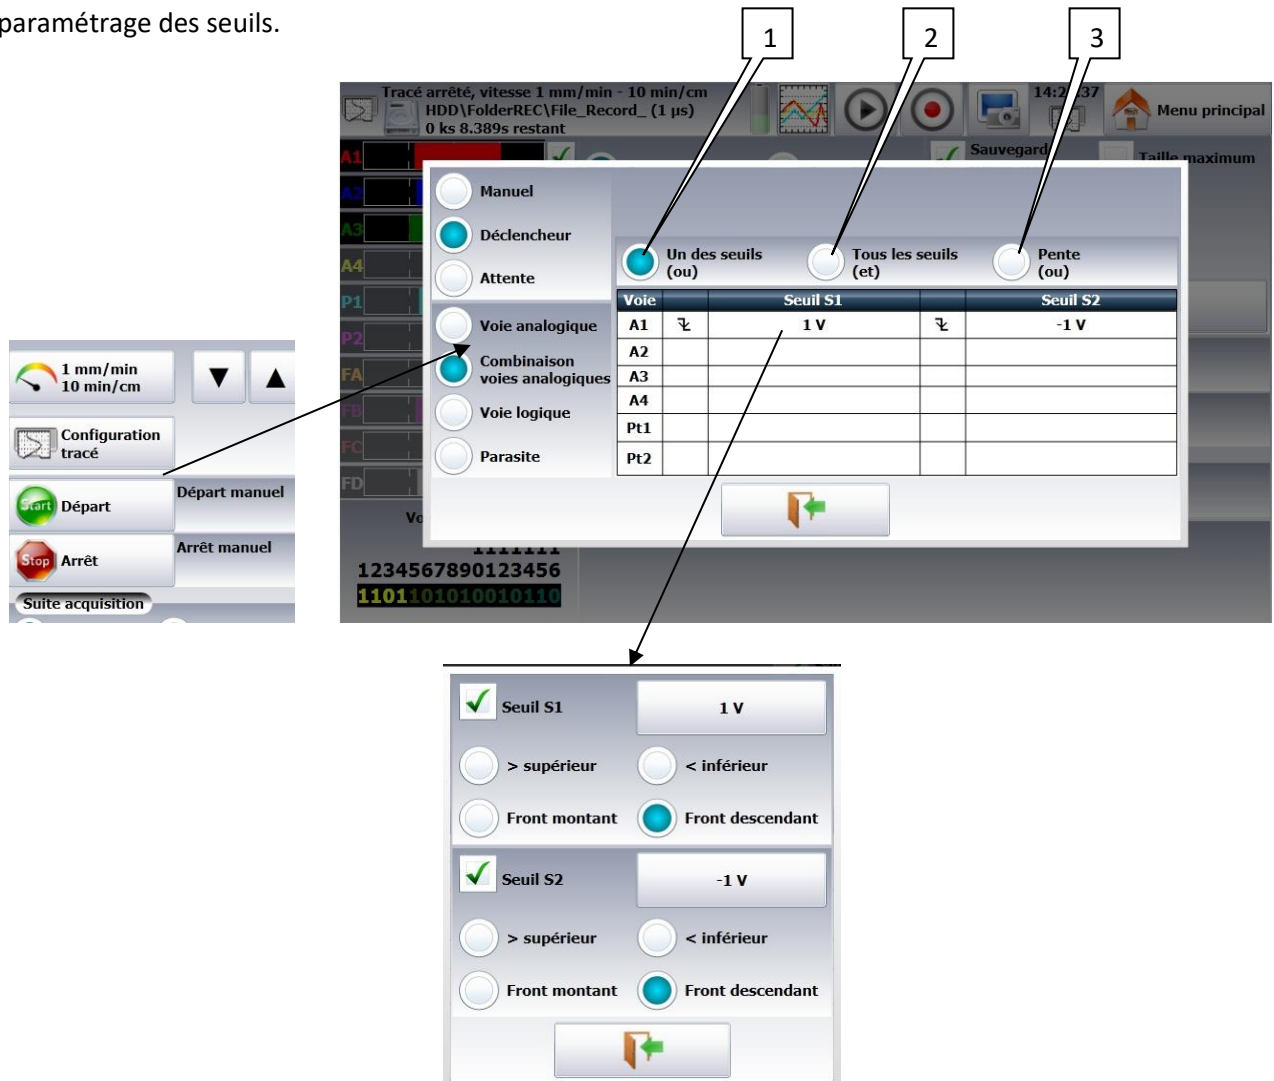 paramétrage des seuils.
1
2
3
Tracé arrêté, vitesse 1 mm/min - 10 min/cm
HDD\FolderREC\File_Record_ (1 µs)
0 ks 8.389s restant
Menu principal
A1
A2
A3
A4
P1
P2
FA
FB
FC
FD
Taille maximum
Manuel
Déclencheur
Attente
Voie analogique
Combinaison
voies analogiques
Voie logique
Parasite
Un des seuils
(ou)
Tous les seuils
(et)
Pente
(ou)
Voie Seuil S1 Seuil S2
A1 1 V -1 V
A2
A3
A4
Pt1
Pt2
1234567890123456
1101101010010110
1 mm/min
10 min/cm
Configuration
tracé
Start Départ Départ manuel
Stop Arrêt Arrêt manuel
Suite acquisition
Seuil S1 1 V
> supérieur < inférieur
Front montant Front descendant
Seuil S2 -1 V
> supérieur < inférieur
Front montant Front descendant